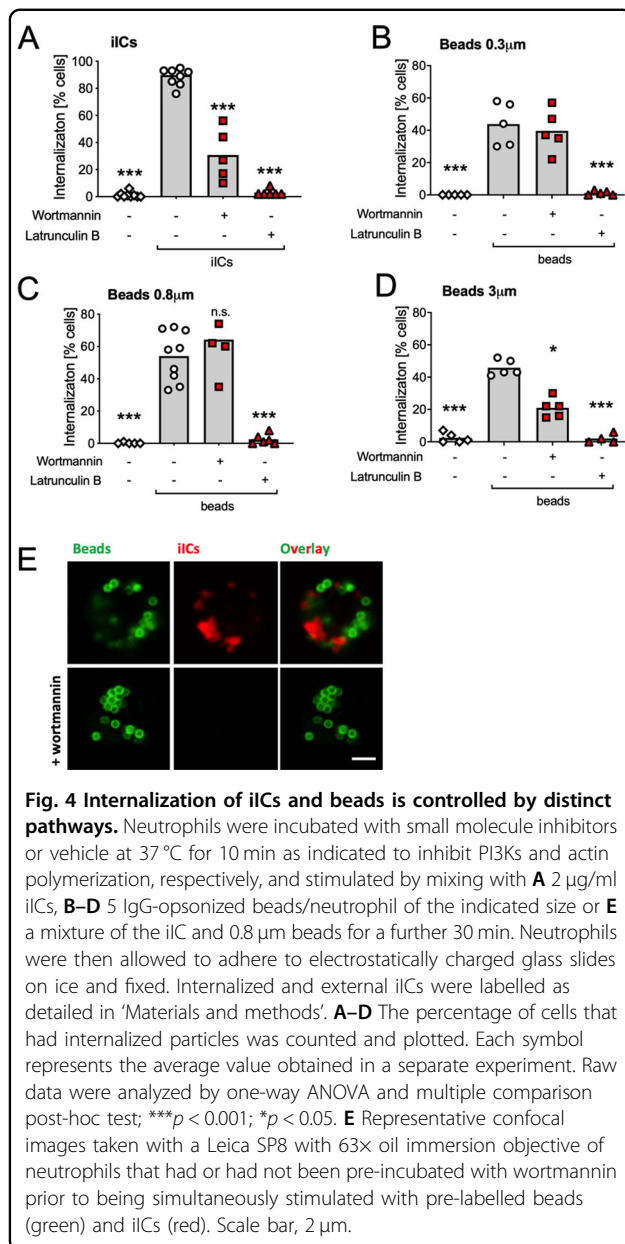 A
iICs
Internalizaton [% cells]
100
80
60
40
20
0
***
***
***
Wortmannin - - + -
Latrunculin B - - - +
iICs
B
Beads 0.3µm
Internalizaton [% cells]
80
60
40
20
0
***
***
- - + -
- - - +
beads
C
Beads 0.8µm
Internalizaton [% cells]
80
60
40
20
0
***
n.s.
***
Wortmannin - - + -
Latrunculin B - - - +
beads
D
Beads 3µm
Internalizaton [% cells]
80
60
40
20
0
***
*
***
- - + -
- - - +
beads
E
Beads iICs Overlay
+ wortmannin
Fig. 4 Internalization of iICs and beads is controlled by distinct
pathways. Neutrophils were incubated with small molecule inhibitors
or vehicle at 37 °C for 10 min as indicated to inhibit PI3Ks and actin
polymerization, respectively, and stimulated by mixing with A 2 µg/ml
iICs, B–D 5 IgG-opsonized beads/neutrophil of the indicated size or E
a mixture of the iIC and 0.8 µm beads for a further 30 min. Neutrophils
were then allowed to adhere to electrostatically charged glass slides
on ice and fixed. Internalized and external iICs were labelled as
detailed in ‘Materials and methods’. A–D The percentage of cells that
had internalized particles was counted and plotted. Each symbol
represents the average value obtained in a separate experiment. Raw
data were analyzed by one-way ANOVA and multiple comparison
post-hoc test; ***p < 0.001; *p < 0.05. E Representative confocal
images taken with a Leica SP8 with 63× oil immersion objective of
neutrophils that had or had not been pre-incubated with wortmannin
prior to being simultaneously stimulated with pre-labelled beads
(green) and iICs (red). Scale bar, 2 µm.